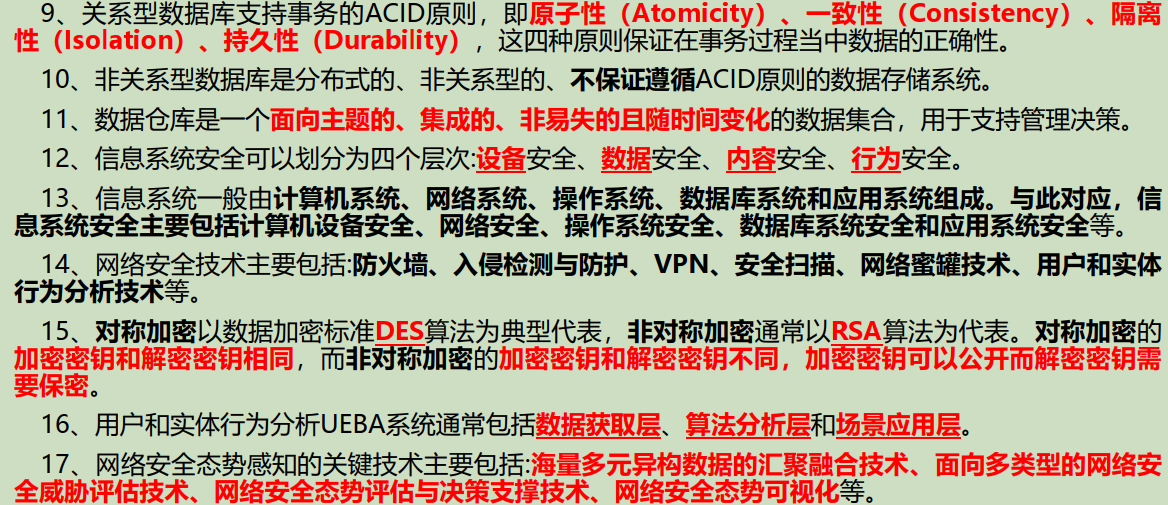 9、关系型数据库支持事务的ACID原则，即原子性（Atomicity）、一致性（Consistency）、隔离
性（Isolation）、持久性（Durability），这四种原则保证在事务过程当中数据的正确性。
10、非关系型数据库是分布式的、非关系型的、不保证遵循ACID原则的数据存储系统。
11、数据仓库是一个面向主题的、集成的、非易失的且随时间变化的数据集合，用于支持管理决策。
12、信息系统安全可以划分为四个层次:设备安全、数据安全、内容安全、行为安全。
13、信息系统一般由计算机系统、网络系统、操作系统、数据库系统和应用系统组成。与此对应，信
息系统安全主要包括计算机设备安全、网络安全、操作系统安全、数据库系统安全和应用系统安全等。
14、网络安全技术主要包括:防火墙、入侵检测与防护、VPN、安全扫描、网络蜜罐技术、用户和实体
行为分析技术等。
15、对称加密以数据加密标准DES算法为典型代表，非对称加密通常以RSA算法为代表。对称加密的
加密密钥和解密密钥相同，而非对称加密的加密密钥和解密密钥不同，加密密钥可以公开而解密密钥需
要保密。
16、用户和实体行为分析UEBA系统通常包括数据获取层、算法分析层和场景应用层。
17、网络安全态势感知的关键技术主要包括:海量多元异构数据的汇聚融合技术、面向多类型的网络安
全威胁评估技术、网络安全态势评估与决策支撑技术、网络安全态势可视化等。